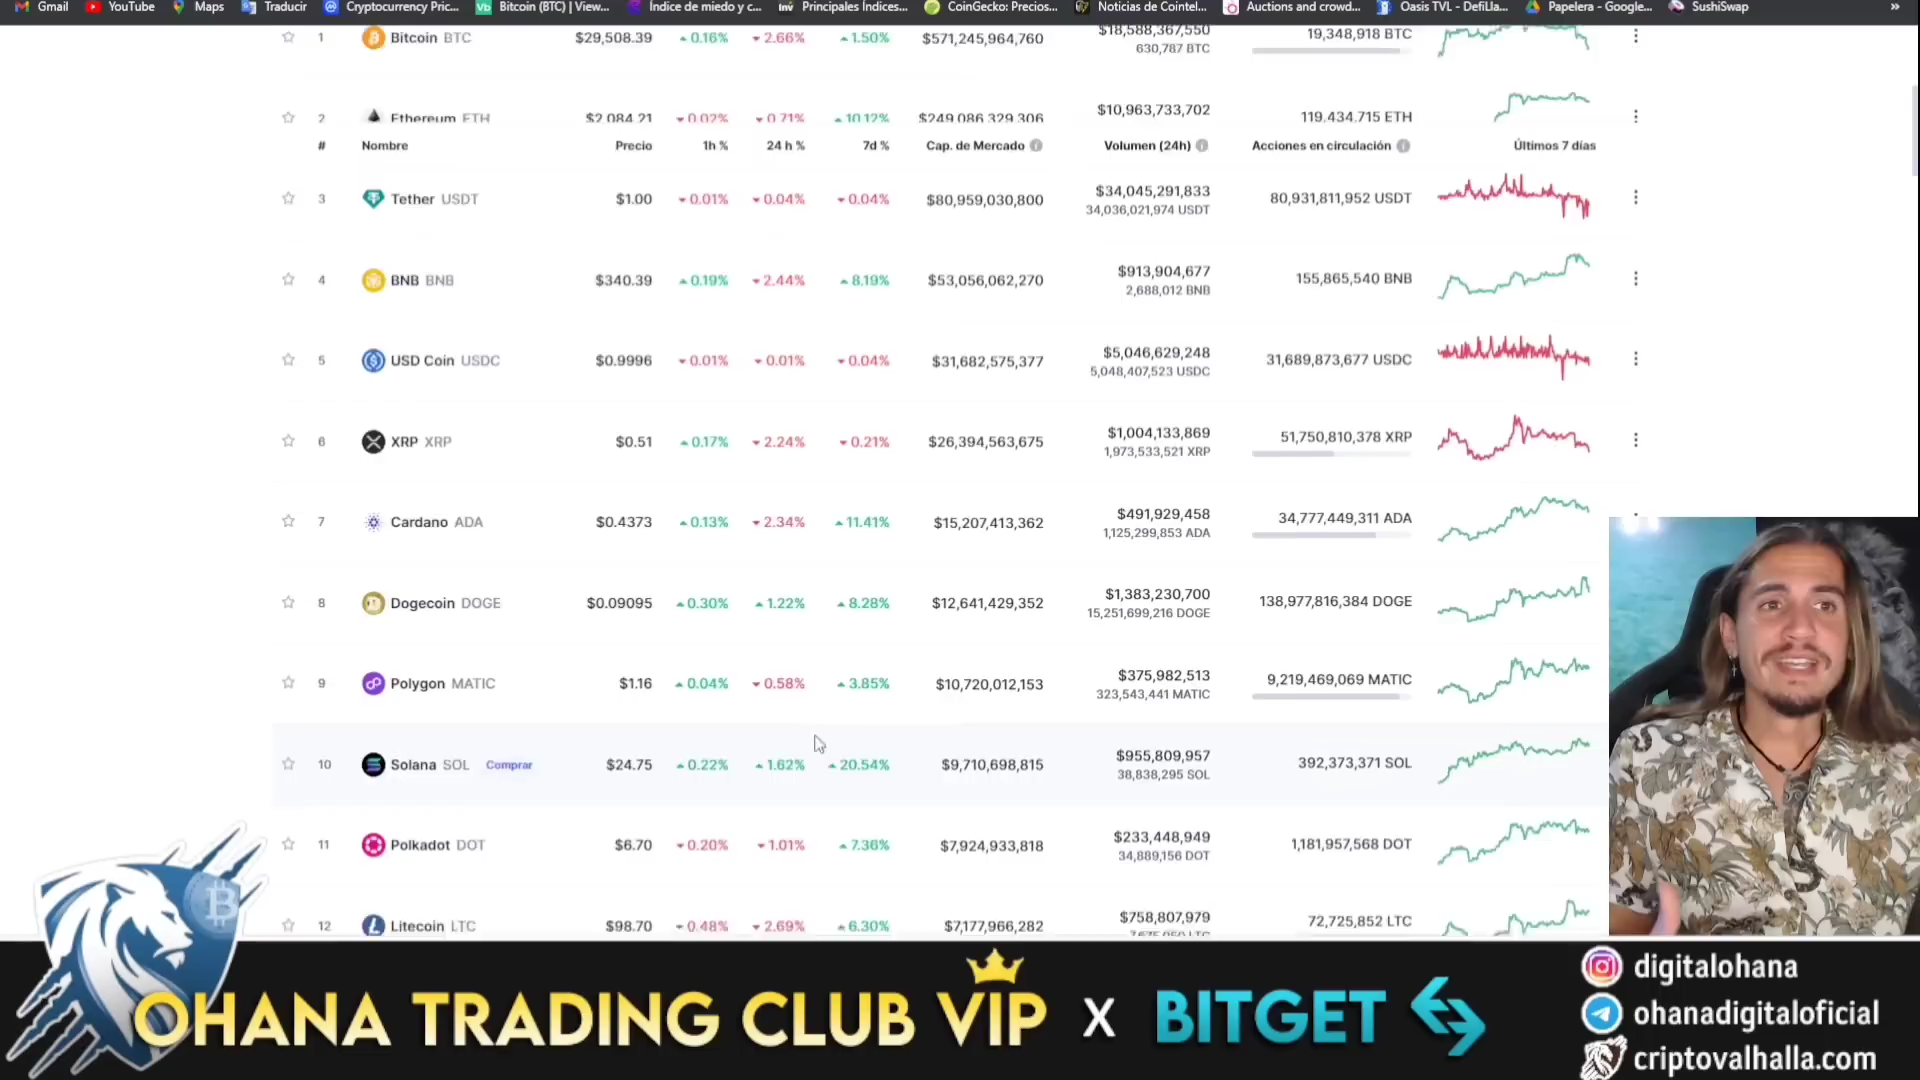 Gmail YouTube Maps Traducir Cryptocurrency Pric... Bitcoin (BTC) | View... Índice de miedo y c... Principales Índices... CoinGecko: Precios... Noticias de Cointel... Auctions and crowd... Oasis TVL - DefiLla... Papelera - Google... SushiSwap »
1 Bitcoin BTC $29,508.39 0.16% 2.66% 1.50% $571,245,964,760 $18,588,367,550 19,348,918 BTC
630,787 BTC
2 Ethereum ETH $2,084.21 0.02% 0.71% 10.12% $249,086,329,306 $10,963,733,702 119,434,715 ETH
# Nombre Precio 1h % 24 h % 7d % Cap. de Mercado Volumen (24h) Acciones en circulación Últimos 7 días
3 Tether USDT $1.00 0.01% 0.04% 0.04% $80,959,030,800 $34,045,291,833 80,931,811,952 USDT
34,036,021,974 USDT
4 BNB BNB $340.39 0.19% 2.44% 8.19% $53,056,062,270 $913,904,677 155,865,540 BNB
2,688,012 BNB
5 USD Coin USDC $0.9996 0.01% 0.01% 0.04% $31,682,575,377 $5,046,629,248 31,689,873,677 USDC
5,048,407,523 USDC
6 XRP XRP $0.51 0.17% 2.24% 0.21% $26,394,563,675 $1,004,133,869 51,750,810,378 XRP
1,973,533,521 XRP
7 Cardano ADA $0.4373 0.13% 2.34% 11.41% $15,207,413,362 $491,929,458 34,777,449,311 ADA
1,125,299,853 ADA
8 Dogecoin DOGE $0.09095 0.30% 1.22% 8.28% $12,641,429,352 $1,383,230,700 138,977,816,384 DOGE
15,251,699,216 DOGE
9 Polygon MATIC $1.16 0.04% 0.58% 3.85% $10,720,012,153 $375,982,513 9,219,469,069 MATIC
323,543,441 MATIC
10 Solana SOL Comprar $24.75 0.22% 1.62% 20.54% $9,710,698,815 $955,809,957 392,373,371 SOL
38,838,295 SOL
11 Polkadot DOT $6.70 0.20% 1.01% 7.36% $7,924,933,818 $233,448,949 1,181,957,568 DOT
34,889,156 DOT
12 Litecoin LTC $98.70 0.48% 2.69% 6.30% $7,177,966,282 $758,807,979 72,725,852 LTC
OHANA TRADING CLUB VIP X BITGET
digitalohana
ohanadigitaloficial
criptovalhalla.com